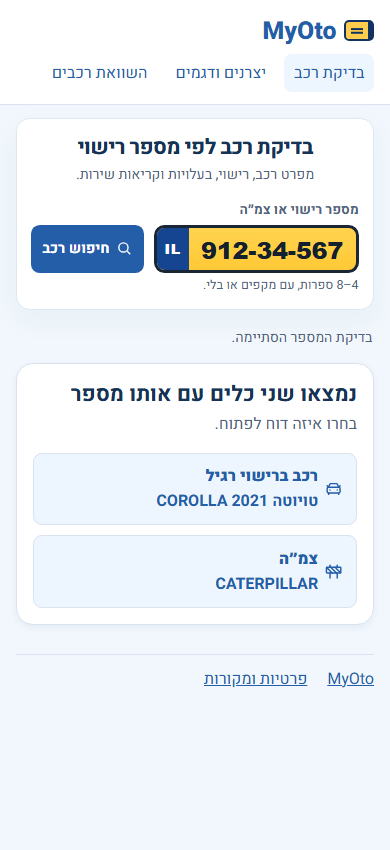 MyOto
בדיקת רכב יצרנים ודגמים השוואת רכבים
בדיקת רכב לפי מספר רישוי
מפרט רכב, רישוי, בעלויות וקריאות שירות.
מספר רישוי או צמ״ה
912-34-567 IL חיפוש רכב
4–8 ספרות, עם מקפים או בלי.
בדיקת המספר הסתיימה.
נמצאו שני כלים עם אותו מספר
בחרו איזה דוח לפתוח.
רכב ברישוי רגיל
טויוטה COROLLA 2021
צמ״ה
CATERPILLAR
MyOto פרטיות ומקורות